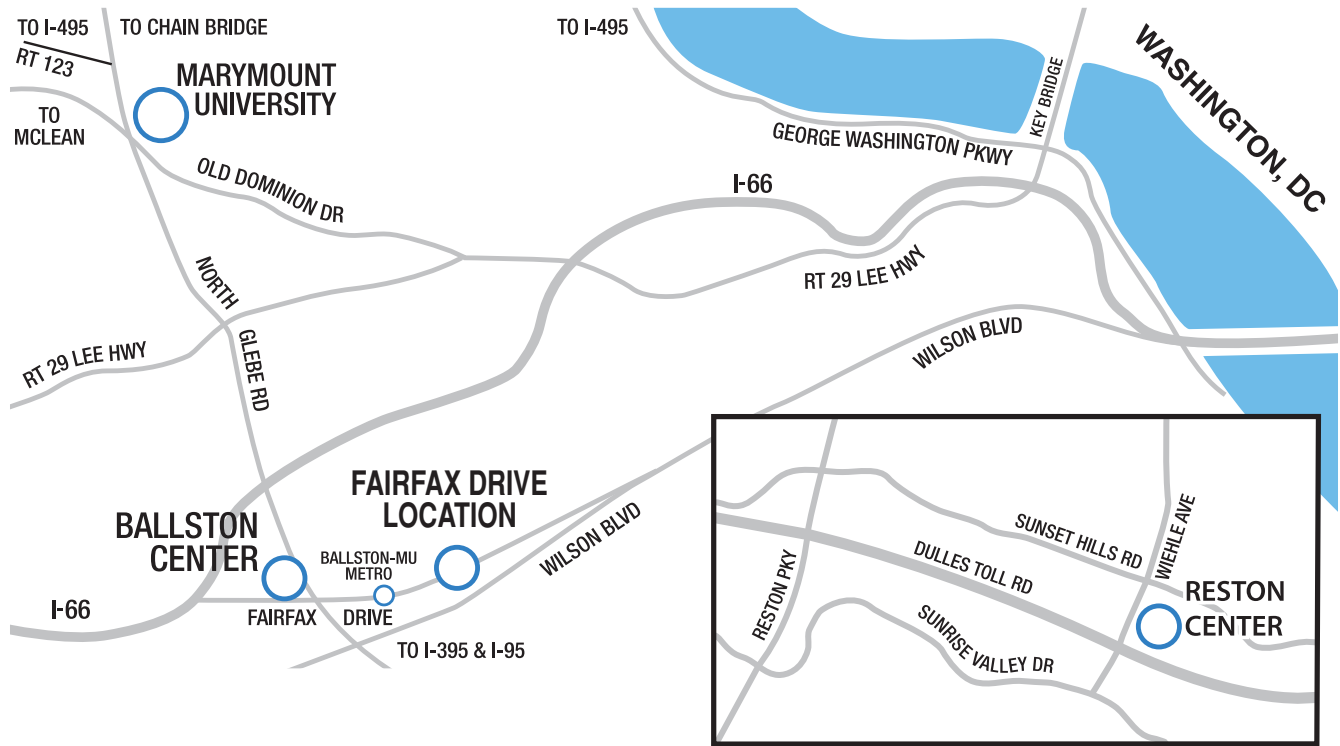 TO I-495
TO CHAIN BRIDGE
RT 123
MARYMOUNT
UNIVERSITY
TO
MCLEAN
OLD DOMINION DR
TO I-495
GEORGE WASHINGTON PKWY
KEY BRIDGE
WASHINGTON, DC
I-66
RT 29 LEE HWY
NORTH
GLEBE RD
RT 29 LEE HWY
WILSON BLVD
FAIRFAX DRIVE
LOCATION
BALLSTON
CENTER
BALLSTON-MU
METRO
WILSON BLVD
I-66
FAIRFAX
DRIVE
TO I-395 & I-95
SUNSET HILLS RD
WIEHLE AVE
DULLES TOLL RD
RESTON PKY
SUNRISE VALLEY DR
RESTON
CENTER